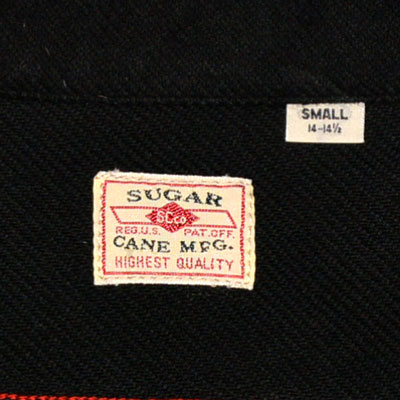 SMALL
14-14½
SUGAR
SC.Co
REG.U.S. PAT.OFF.
CANE MFG.
HIGHEST QUALITY